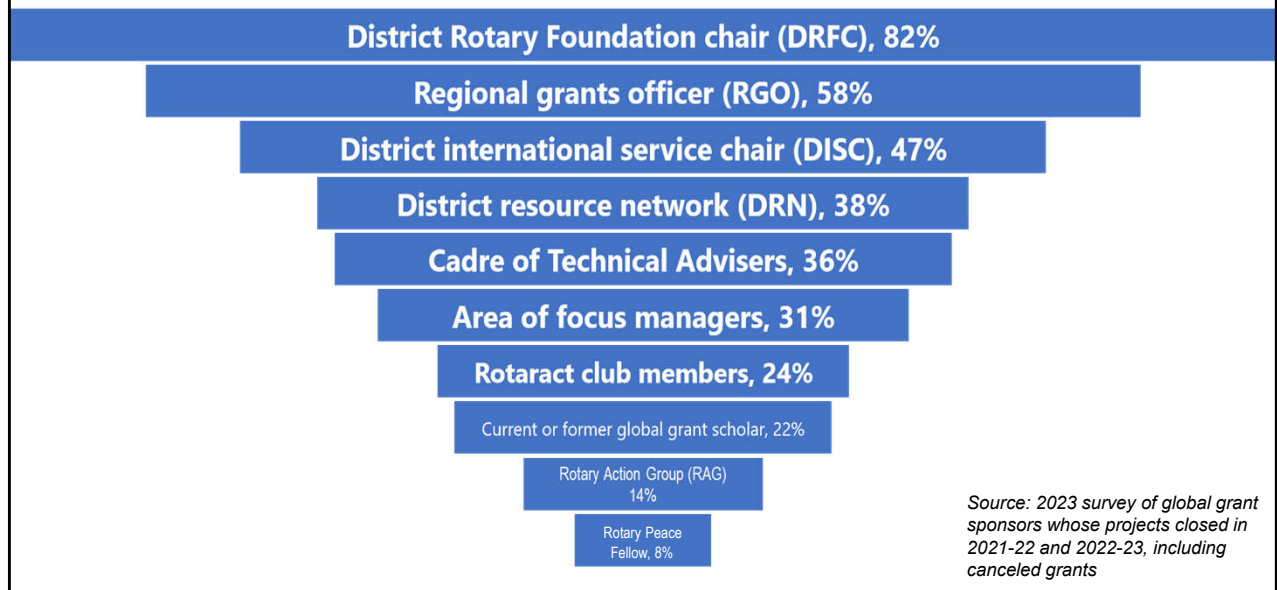 District Rotary Foundation chair (DRFC), 82%
Regional grants officer (RGO), 58%
District international service chair (DISC), 47%
District resource network (DRN), 38%
Cadre of Technical Advisers, 36%
Area of focus managers, 31%
Rotaract club members, 24%
Current or former global grant scholar, 22%
Rotary Action Group (RAG)
14%
Rotary Peace
Fellow, 8%
Source: 2023 survey of global grant
sponsors whose projects closed in
2021-22 and 2022-23, including
canceled grants